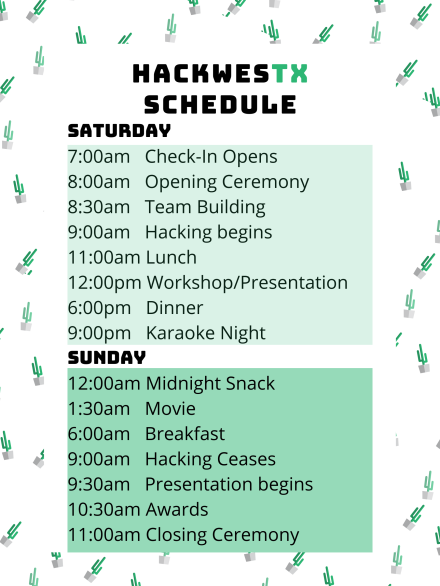 HACKWESTX
SCHEDULE
SATURDAY
7:00am Check-In Opens
8:00am Opening Ceremony
8:30am Team Building
9:00am Hacking begins
11:00am Lunch
12:00pm Workshop/Presentation
6:00pm Dinner
9:00pm Karaoke Night
SUNDAY
12:00am Midnight Snack
1:30am Movie
6:00am Breakfast
9:00am Hacking Ceases
9:30am Presentation begins
10:30am Awards
11:00am Closing Ceremony